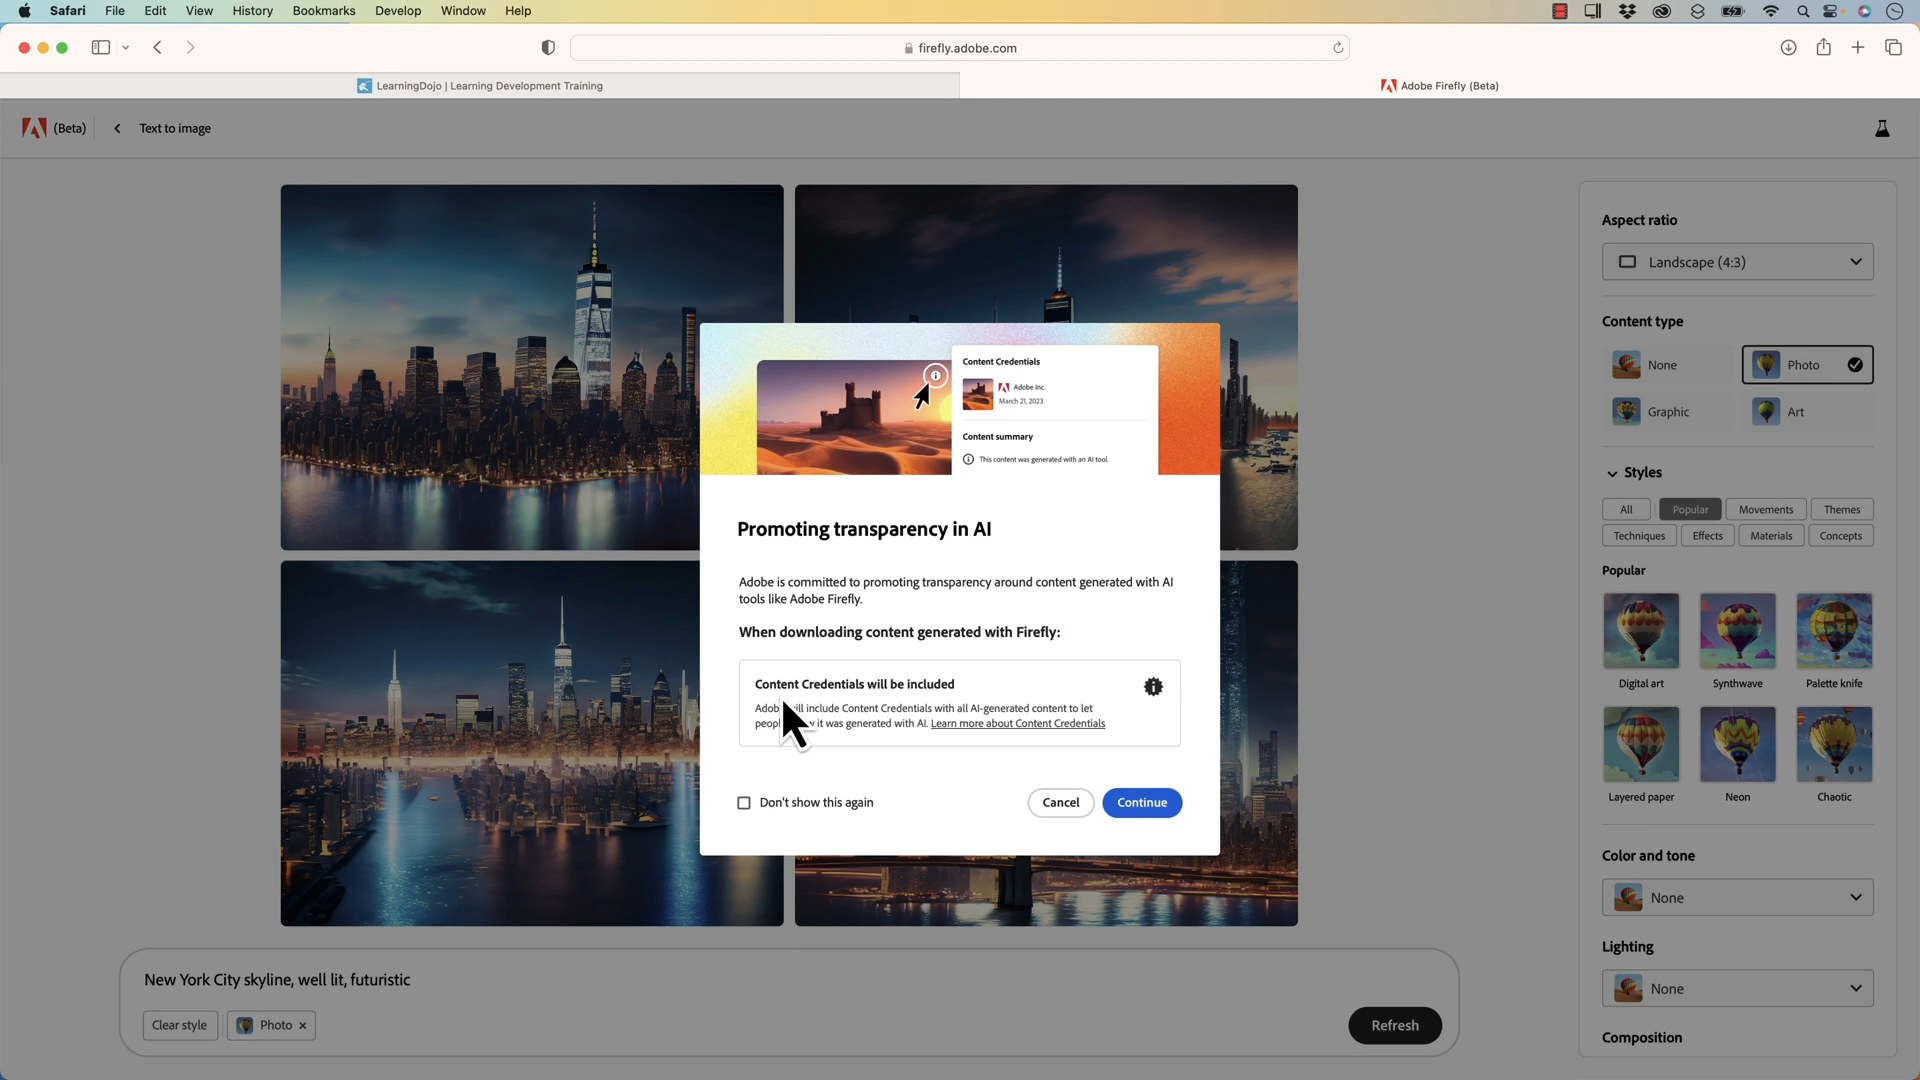 Safari File Edit View History Bookmarks Develop Window Help
firefly.adobe.com
LearningDojo | Learning Development Training
Adobe Firefly (Beta)
(Beta) Text to image
Aspect ratio
Landscape (4:3)
Content type
None
Photo
Graphic
Art
Styles
All Popular Movements Themes
Techniques Effects Materials Concepts
Popular
Digital art Synthwave Palette knife
Layered paper Neon Chaotic
Color and tone
None
Lighting
None
Composition
Content Credentials
Adobe Inc.
March 21, 2023
Content summary
This content was generated with an AI tool.
Promoting transparency in AI
Adobe is committed to promoting transparency around content generated with AI
tools like Adobe Firefly.
When downloading content generated with Firefly:
Content Credentials will be included
include Content Credentials with all AI-generated content to let
it was generated with AI. Learn more about Content Credentials
Don't show this again
Cancel
Continue
New York City skyline, well lit, futuristic
Clear style
Photo
Refresh